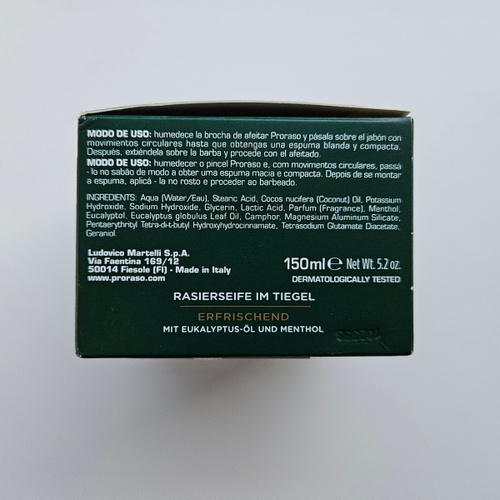 MODO DE USO: humedece la brocha de afeitar Proraso y pásala sobre el jabón con
movimientos circulares hasta que obtengas una espuma blanda y compacta.
Después, extiéndela sobre la barba y procede con el afeitado.
MODO DE USO: humedecer o pincel Proraso e, com movimentos circulares, passá
- lo no sabão de modo a obter uma espuma macia e compacta. Depois de se montar
a espuma, aplicá - la no rosto e proceder ao barbeado.
INGREDIENTS: Aqua (Water/Eau), Stearic Acid, Cocos nucifera (Coconut) Oil, Potassium
Hydroxide, Sodium Hydroxide, Glycerin, Lactic Acid, Parfum (Fragrance), Menthol,
Eucalyptol, Eucalyptus globulus Leaf Oil, Camphor, Magnesium Aluminum Silicate,
Pentaerythrityl Tetra-di-t-butyl Hydroxyhydrocinnamate, Tetrasodium Glutamate Diacetate,
Geraniol.
Ludovico Martelli S.p.A.
Via Faentina 169/12
50014 Fiesole (FI) - Made in Italy
www.proraso.com
150ml ℮ Net Wt. 5.2 oz.
DERMATOLOGICALLY TESTED
RASIERSEIFE IM TIEGEL
ERFRISCHEND
MIT EUKALYPTUS-ÖL UND MENTHOL